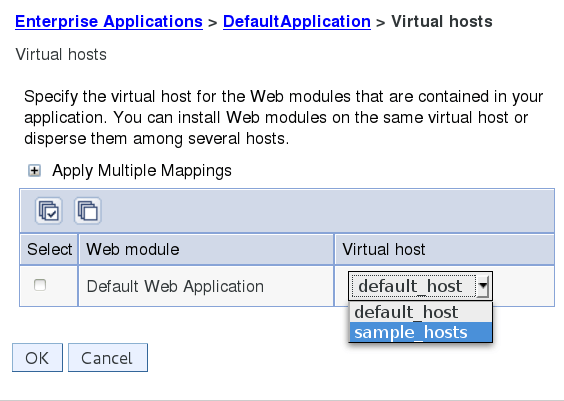 Enterprise Applications > DefaultApplication > Virtual hosts
Virtual hosts
Specify the virtual host for the Web modules that are contained in your
application. You can install Web modules on the same virtual host or
disperse them among several hosts.
Apply Multiple Mappings
Select Web module Virtual host
Default Web Application default_host
default_host
sample_hosts
OK Cancel